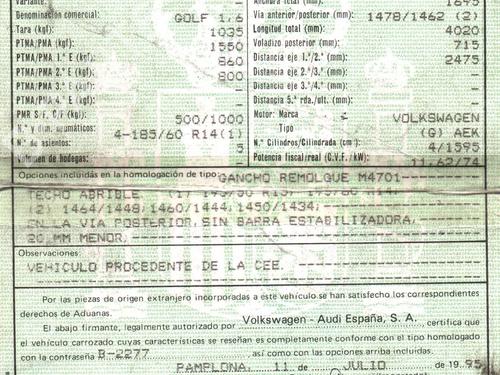 Variante: – Anchura total (mm): 1695
Denominación comercial: GOLF 1,6 Vía anterior/posterior (mm): 1478/1462 (2)
Tara (kgf): 1035 Longitud total (mm): 4020
PTMA/PMA (kgf): 1550 Voladizo posterior (mm): 715
PTMA/PMA 1.º E (kgf): 860 Distancia eje 1.º/2.º (mm): 2475
PTMA/PMA 2.º E (kgf): 800 Distancia eje 2.º/3.º (mm): –
PTMA/PMA 3.º E (kgf): – Distancia eje 3.º/4.º (mm): –
PTMA/PMA 4.º E (kgf): – Distancia 5.ª rda./ult. (mm): –
PMR S/F, C/F (kg): 500/1000 Motor: Marca VOLKSWAGEN
N.º y dim. neumáticos: 4-185/60 R14(1) Tipo (G) AEK
N.º de asientos: 5 N.º Cilindros/Cilindrada (cm³): 4/1595
Volumen de bodegas: – Potencia fiscal/real (C.V.F./kW): 11,62/74
Opciones incluidas en la homologación de tipo: GANCHO REMOLQUE M4701
TECHO ABRIBLE. (1)
(2) 1464/1448, 1460/1444, 1450/1434,
EN LA VIA POSTERIOR, SIN BARRA ESTABILIZADORA,
20 MM MENOR.
Observaciones:
VEHICULO PROCEDENTE DE LA CEE.
Por las piezas de origen extranjero incorporadas a este vehículo se han satisfecho los correspondientes
derechos de Aduanas.
El abajo firmante, legalmente autorizado por Volkswagen - Audi España, S. A., certifica que
el vehículo carrozado cuyas características se reseñan es completamente conforme con el tipo homologado
con la contraseña B-2277, así como con las opciones arriba incluidas.
PAMPLONA, 11 de JULIO 19.95